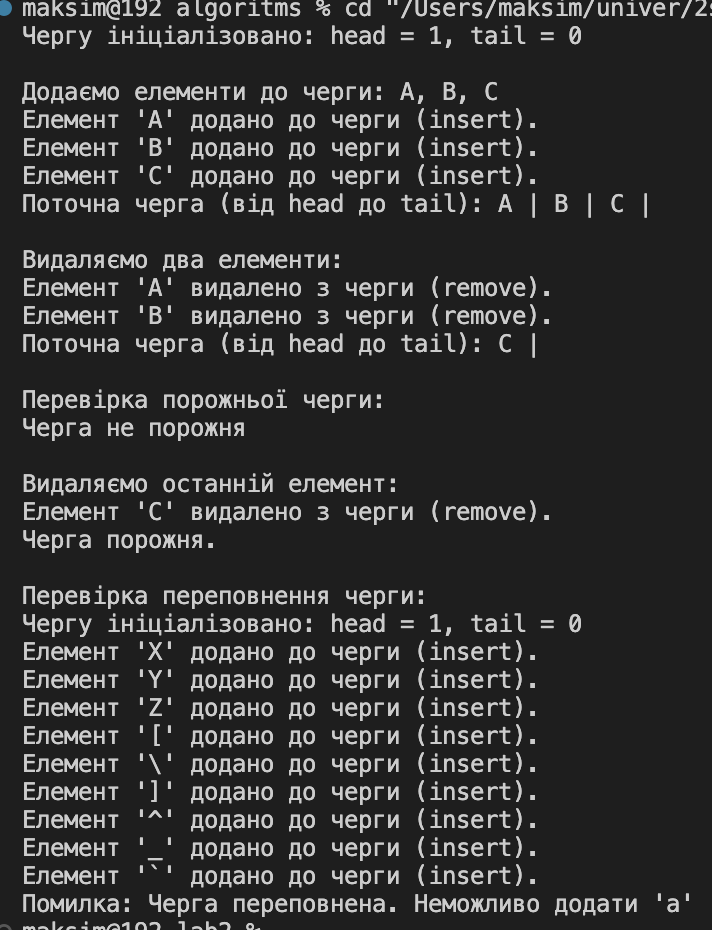 maksim@192 algoritms % cd "/Users/maksim/univer/2s
Чергу ініціалізовано: head = 1, tail = 0
Додаємо елементи до черги: A, B, C
Елемент 'A' додано до черги (insert).
Елемент 'B' додано до черги (insert).
Елемент 'C' додано до черги (insert).
Поточна черга (від head до tail): A | B | C |
Видаляємо два елементи:
Елемент 'A' видалено з черги (remove).
Елемент 'B' видалено з черги (remove).
Поточна черга (від head до tail): C |
Перевірка порожньої черги:
Черга не порожня
Видаляємо останній елемент:
Елемент 'C' видалено з черги (remove).
Черга порожня.
Перевірка переповнення черги:
Чергу ініціалізовано: head = 1, tail = 0
Елемент 'X' додано до черги (insert).
Елемент 'Y' додано до черги (insert).
Елемент 'Z' додано до черги (insert).
Елемент '[' додано до черги (insert).
Елемент '\' додано до черги (insert).
Елемент ']' додано до черги (insert).
Елемент '^' додано до черги (insert).
Елемент '_' додано до черги (insert).
Елемент '`' додано до черги (insert).
Помилка: Черга переповнена. Неможливо додати 'a'
maksim@192 lab2 %